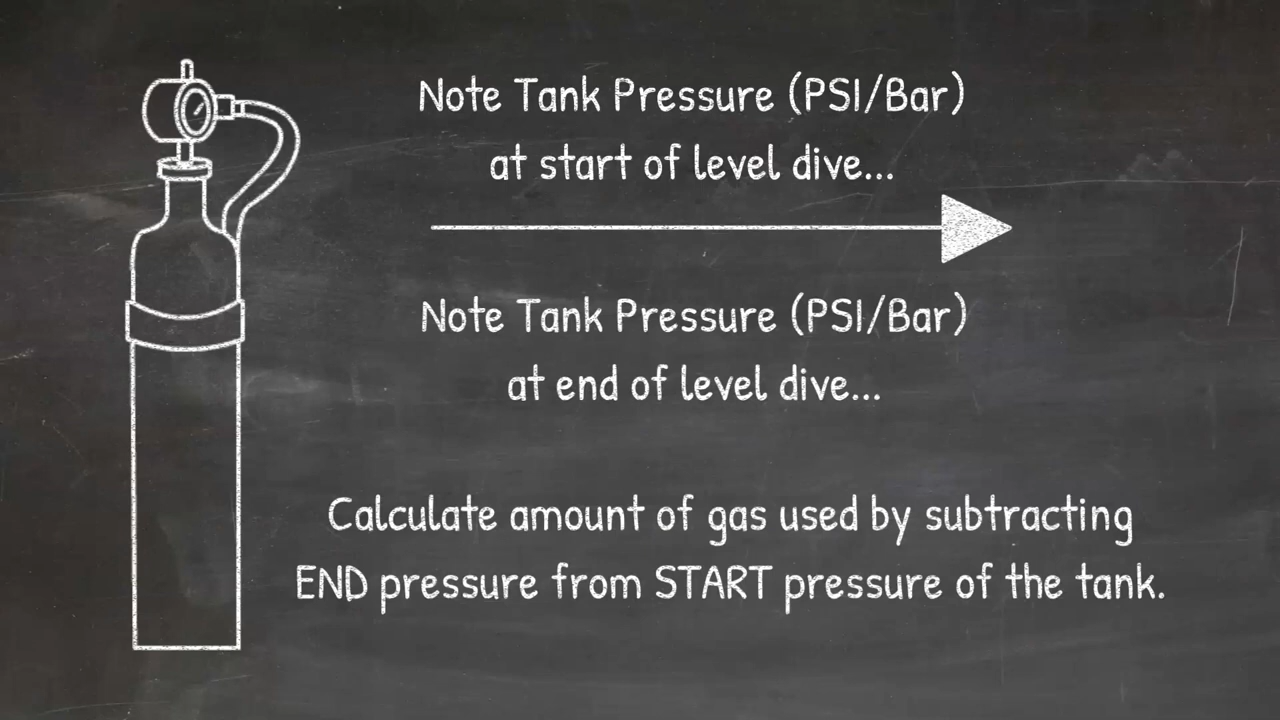 Note Tank Pressure (PSI/Bar)
at start of level dive...
Note Tank Pressure (PSI/Bar)
at end of level dive...
Calculate amount of gas used by subtracting
END pressure from START pressure of the tank.